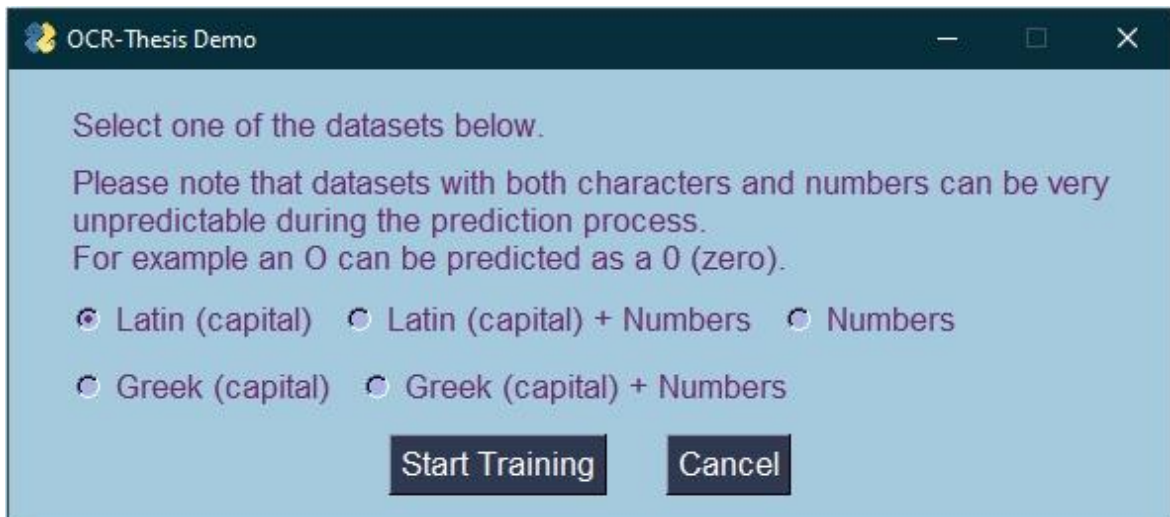 OCR-Thesis Demo
Select one of the datasets below.
Please note that datasets with both characters and numbers can be very
unpredictable during the prediction process.
For example an O can be predicted as a 0 (zero).
Latin (capital) Latin (capital) + Numbers Numbers
Greek (capital) Greek (capital) + Numbers
Start Training Cancel